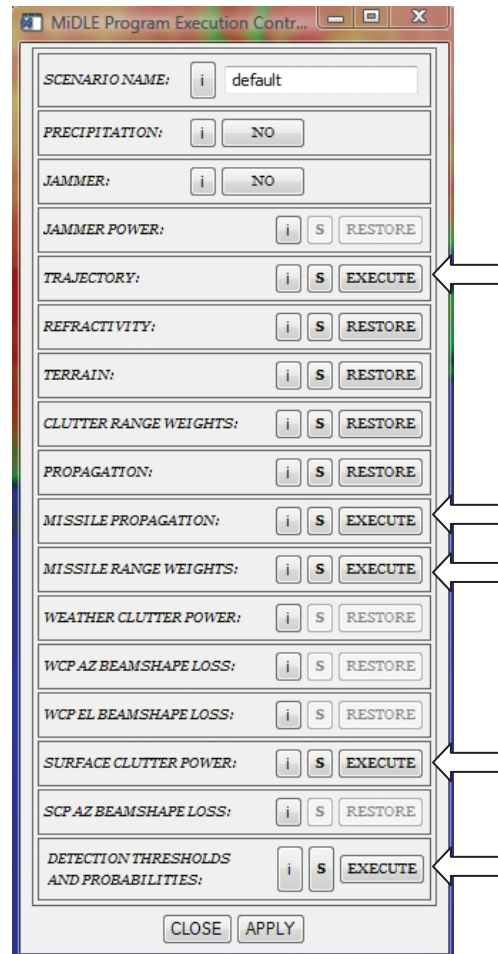 MiDLE Program Execution Contr... X
SCENARIO NAME: i default
PRECIPITATION: i NO
JAMMER: i NO
JAMMER POWER: i S RESTORE
TRAJECTORY: i S EXECUTE
REFRACTIVITY: i S RESTORE
TERRAIN: i S RESTORE
CLUTTER RANGE WEIGHTS: i S RESTORE
PROPAGATION: i S RESTORE
MISSILE PROPAGATION: i S EXECUTE
MISSILE RANGE WEIGHTS: i S EXECUTE
WEATHER CLUTTER POWER: i S RESTORE
WCP AZ BEAMSHAPE LOSS: i S RESTORE
WCP EL BEAMSHAPE LOSS: i S RESTORE
SURFACE CLUTTER POWER: i S EXECUTE
SCP AZ BEAMSHAPE LOSS: i S RESTORE
DETECTION THRESHOLDS
AND PROBABILITIES: i S EXECUTE
CLOSE APPLY